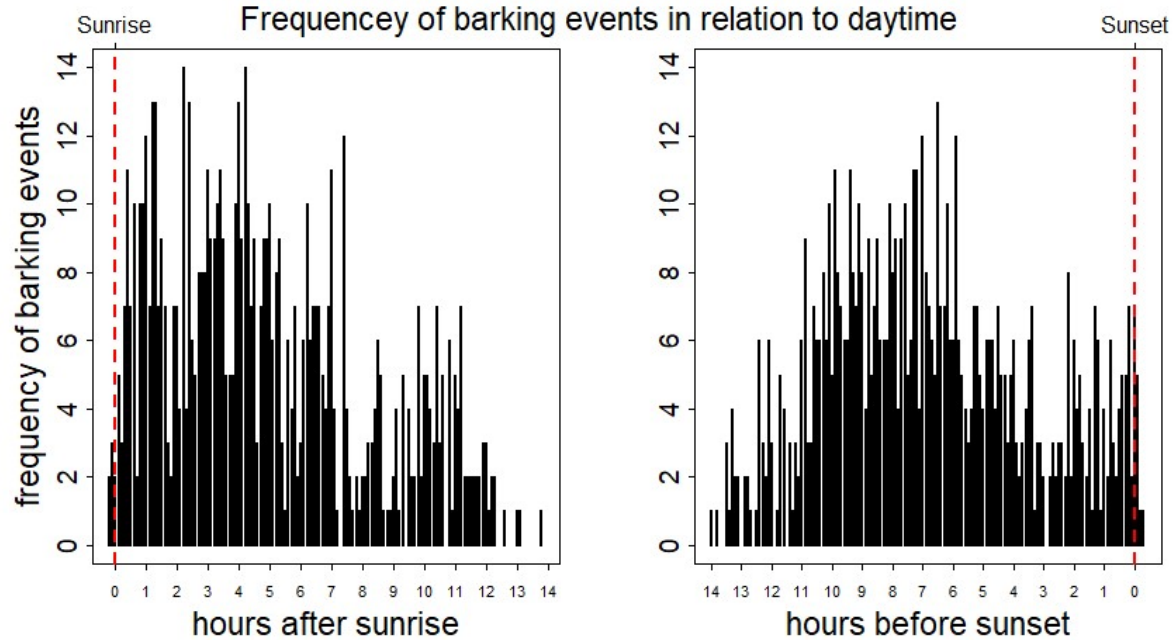 Frequencey of barking events in relation to daytime
Sunrise
Sunset
frequency of barking events
14
12
10
8
6
4
2
0
0 1 2 3 4 5 6 7 8 9 10 11 12 13 14
hours after sunrise
14
12
10
8
6
4
2
0
14 13 12 11 10 9 8 7 6 5 4 3 2 1 0
hours before sunset